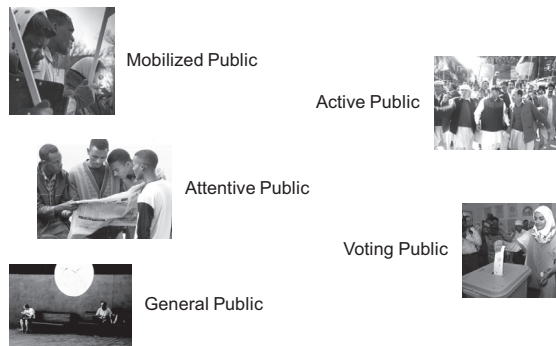 Mobilized Public
Active Public
Attentive Public
Voting Public
General Public